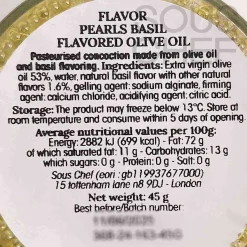 FLAVOR
PEARLS BASIL
FLAVORED OLIVE OIL
Pasteurised concoction made from olive oil
and basil flavoring. Ingredients: Extra virgin olive
oil 53%, water, natural basil flavor with other natural
flavors 1.6%, gelling agent: sodium alginate, firming
agent: calcium chloride, acidifying agent: citric acid.
Storage: The product may freeze below 13°C. Store at
room temperature and consume within 5 days of opening.
Average nutritional values per 100g:
Energy: 2882 kJ (699 kcal) - Fat: 72 g
of which saturated fat: 11 g - Carbohydrates: 13 g
which sugars: 0 g - Protein: 0 g - Salt: 0 g
Sous Chef (eori: gb119937677000)
15 tottenham lane n8 9DJ - London
Net weight: 45 g
Best before/Batch number: